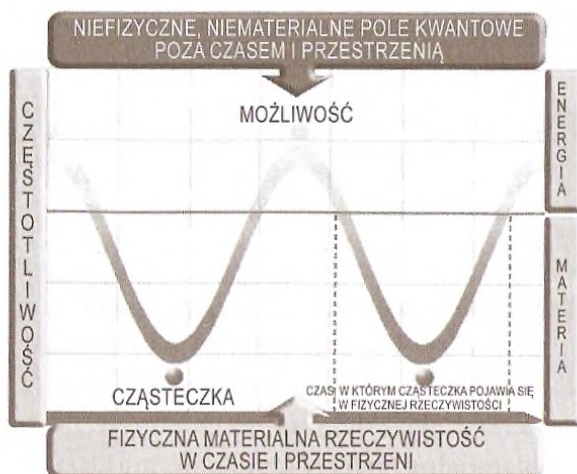 NIEFIZYCZNE, NIEMATERIALNE POLE KWANTOWE
POZA CZASEM I PRZESTRZENIĄ
CZĘSTOTLIWOŚĆ
MOŻLIWOŚĆ
ENERGIA
MATERIA
CZĄSTECZKA
CZAS W KTÓRYM CZĄSTECZKA POJAWIA SIĘ
W FIZYCZNEJ RZECZYWISTOŚCI
FIZYCZNA MATERIALNA RZECZYWISTOŚĆ
W CZASIE I PRZESTRZENI